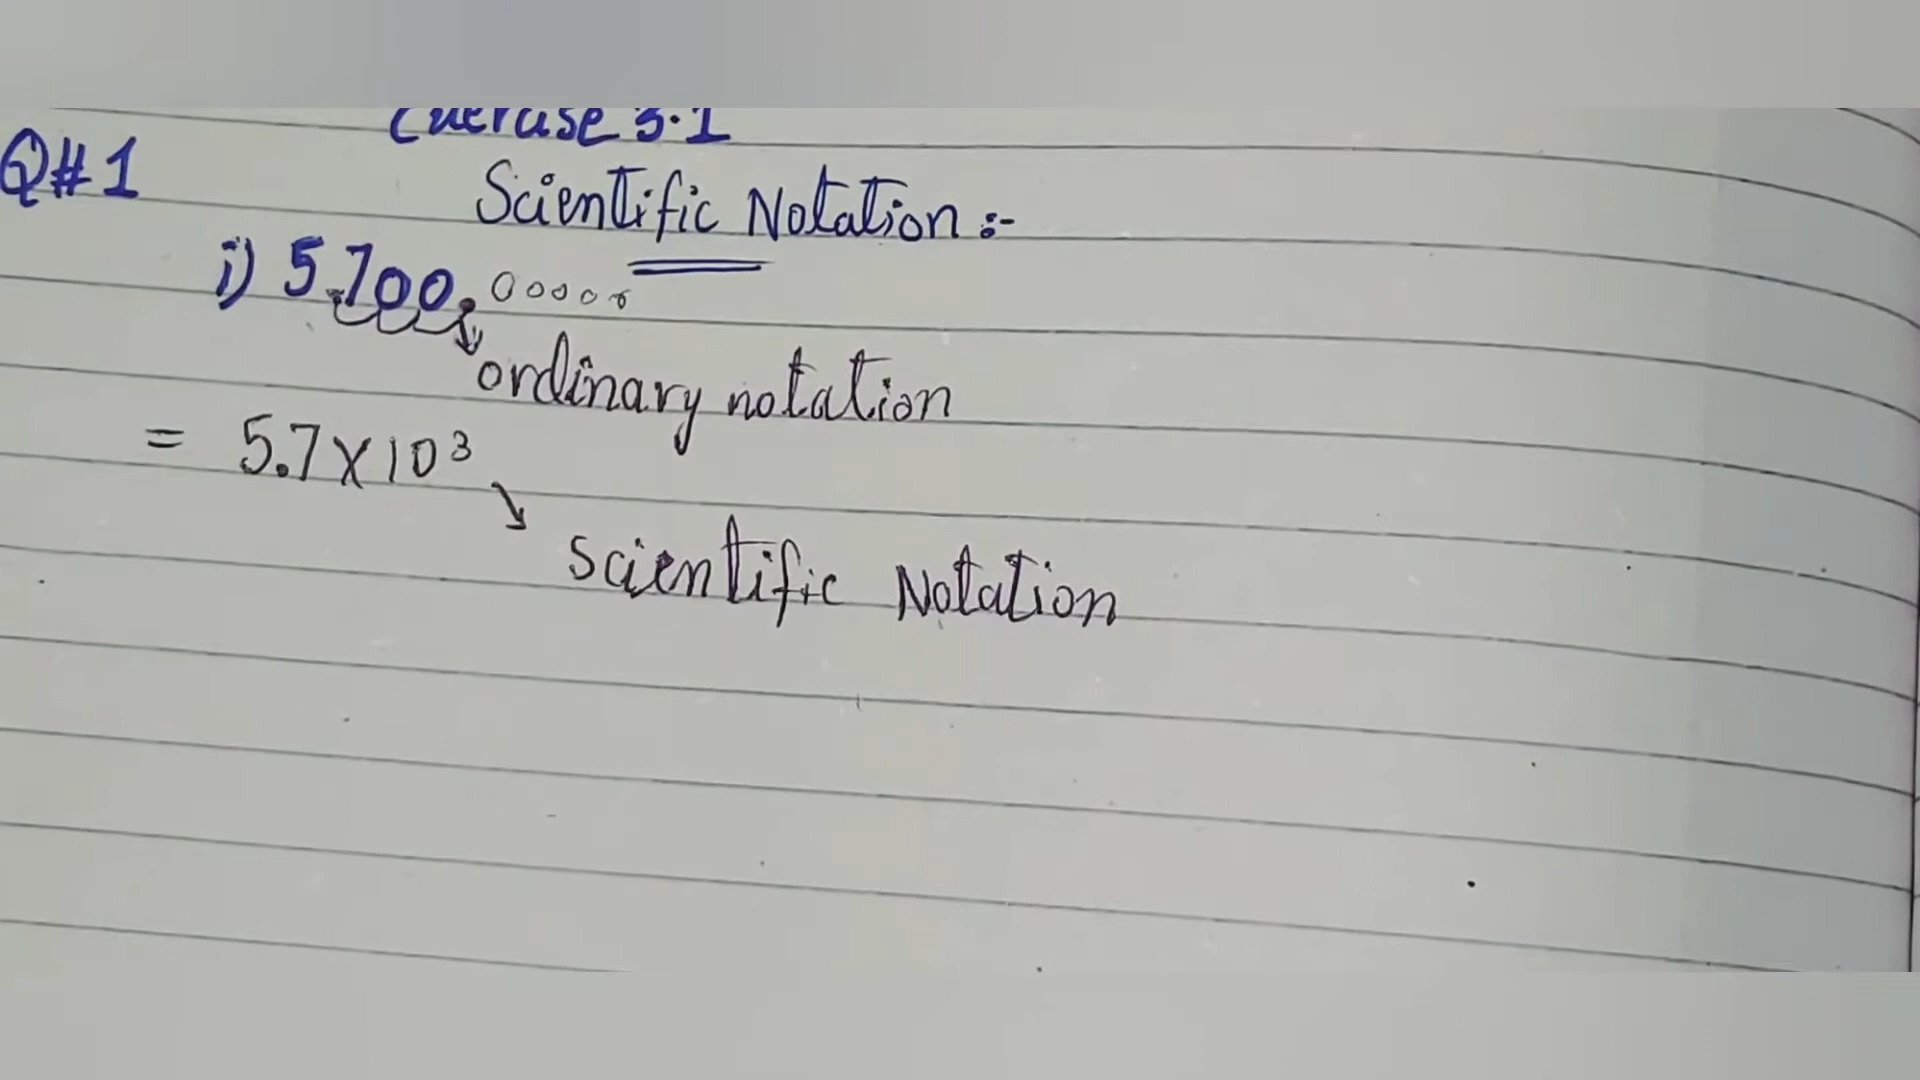 Exercise 3.1
Q#1
Scientific Notation :-
i) 5.700.00000
ordinary notation
= 5.7×10³
Scientific Notation